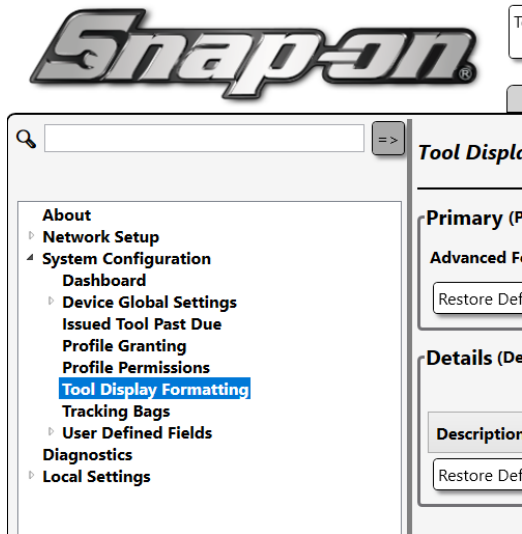 Snap-on
=>
About
Network Setup
System Configuration
Dashboard
Device Global Settings
Issued Tool Past Due
Profile Granting
Profile Permissions
Tool Display Formatting
Tracking Bags
User Defined Fields
Diagnostics
Local Settings
Tool Displa
Primary (P
Advanced Fo
Restore Def
Details (De
Description
Restore Def